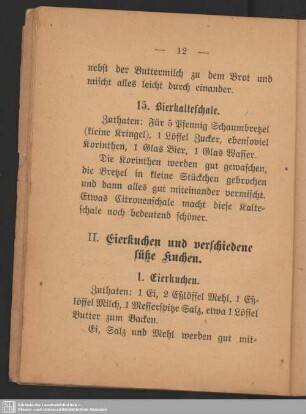 — 12 —
nebst der Buttermilch zu dem Brot und
mischt alles leicht durch einander.
15. Bierkalteschale.
Zuthaten: Für 5 Pfennig Schaumbretzel
(kleine Kringel), 1 Löffel Zucker, ebensoviel
Korinthen, 1 Glas Bier, 1 Glas Wasser.
Die Korinthen werden gut gewaschen,
die Bretzel in kleine Stückchen gebrochen
und dann alles gut miteinander vermischt.
Etwas Citronenschale macht diese Kalte-
schale noch bedeutend schöner.
II. Eierkuchen und verschiedene
süße Kuchen.
1. Eierkuchen.
Zuthaten: 1 Ei, 2 Eßlöffel Mehl, 1 Eß-
löffel Milch, 1 Messerspitze Salz, etwa 1 Löffel
Butter zum Backen.
Ei, Salz und Mehl werden gut mit-